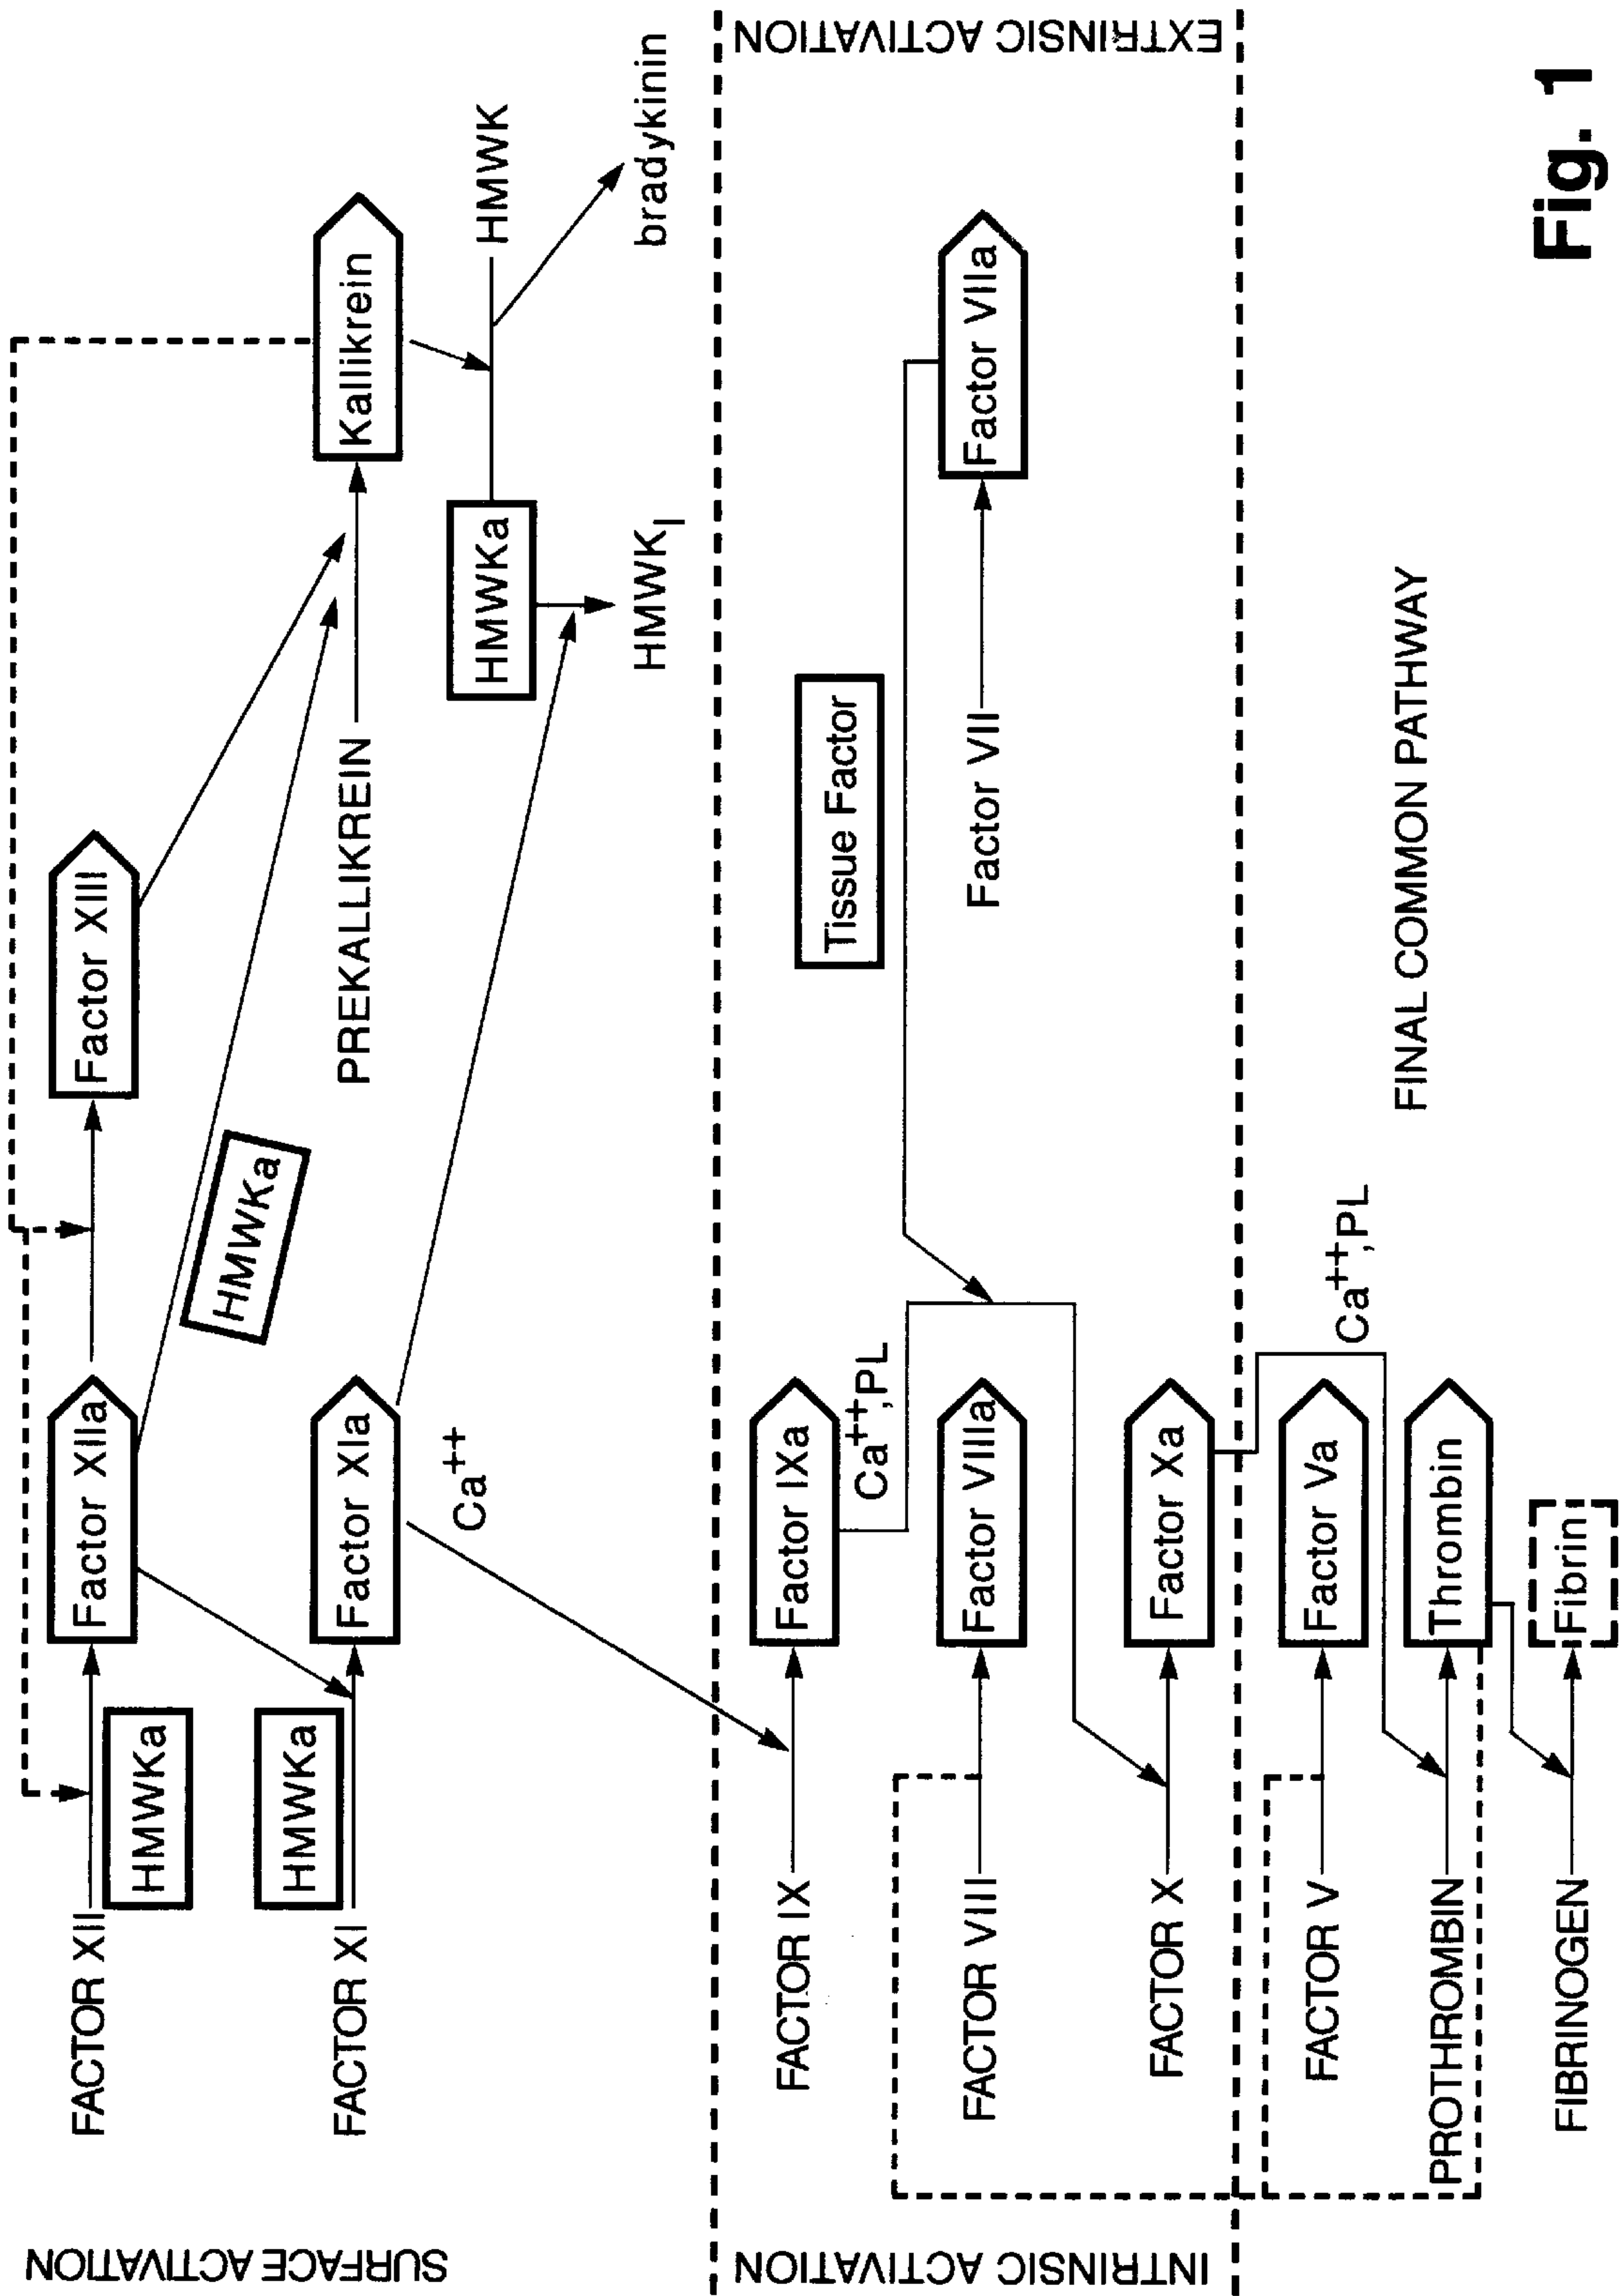 SURFACE ACTIVATION
FACTOR XII
HMWKa
Factor XIIa
Factor XIII
HMWKa
FACTOR XI
HMWKa
Factor XIa
PREKALLIKREIN
Kallikrein
Ca++
HMWKa
HMWK
HMWKI
bradykinin
INTRINSIC ACTIVATION
EXTRINSIC ACTIVATION
FACTOR IX
Factor IXa
Ca++,PL
Tissue Factor
FACTOR VIII
Factor VIIIa
Factor VII
Factor VIIa
FACTOR X
Factor Xa
FACTOR V
Factor Va
Ca++,PL
FINAL COMMON PATHWAY
PROTHROMBIN
Thrombin
FIBRINOGEN
Fibrin
Fig. 1